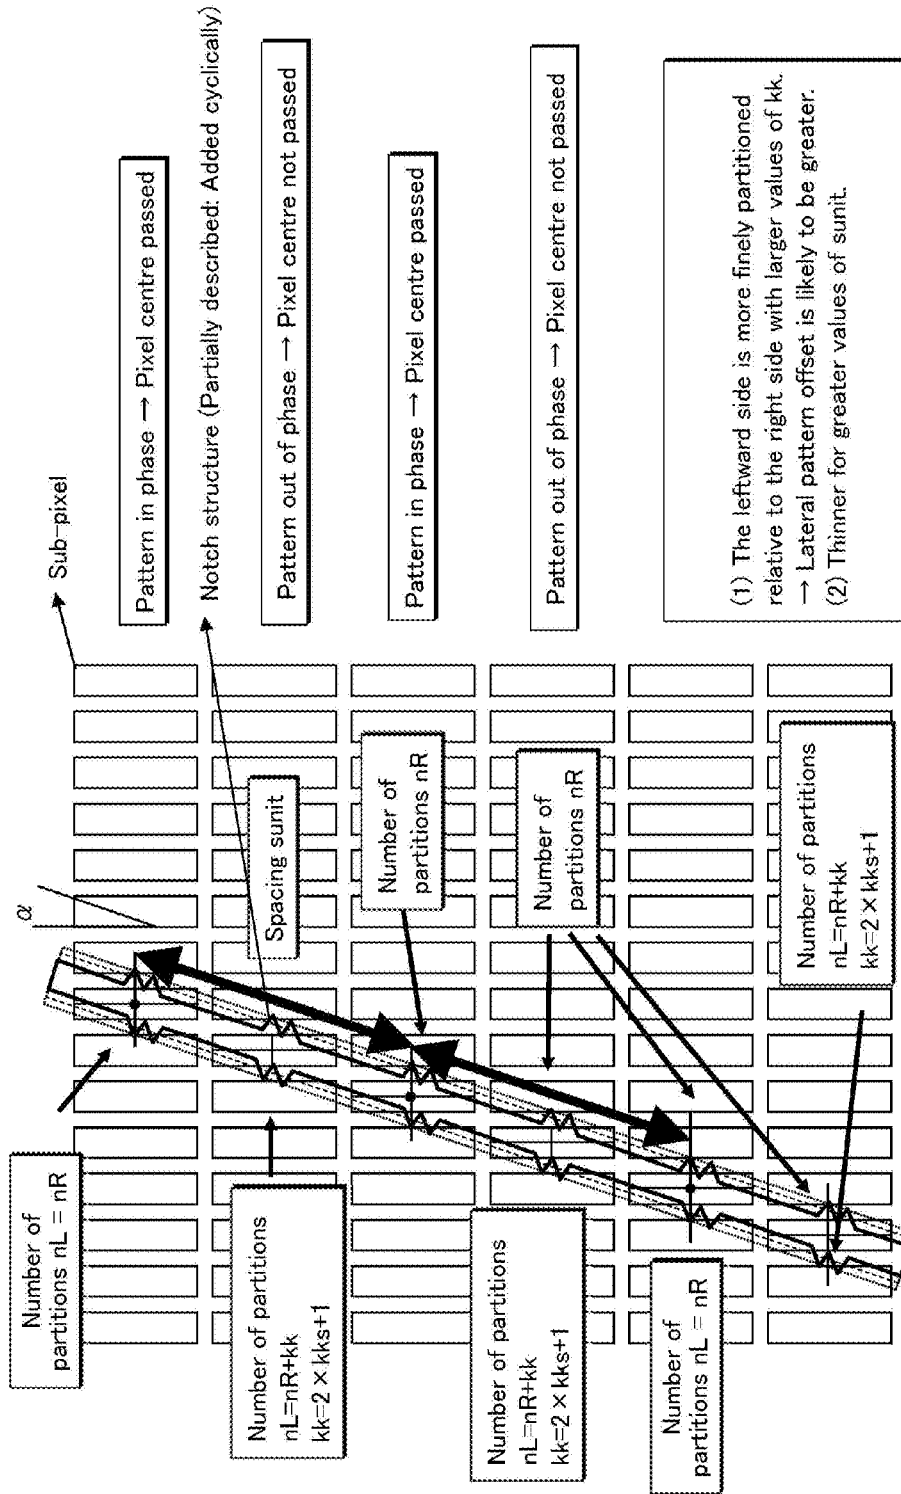 Sub-pixel
Pattern in phase → Pixel centre passed
Notch structure (Partially described: Added cyclically)
Pattern out of phase → Pixel centre not passed
Pattern in phase → Pixel centre passed
Pattern out of phase → Pixel centre not passed
(1) The leftward side is more finely partitioned
relative to the right side with larger values of kk.
→ Lateral pattern offset is likely to be greater.
(2) Thinner for greater values of sunit.
α
Spacing sunit
Number of
partitions nR
Number of
partitions nR
Number of partitions
nL=nR+kk
kk=2×kks+1
Number of
partitions nL = nR
Number of partitions
nL=nR+kk
kk=2×kks+1
Number of partitions
nL=nR+kk
kk=2×kks+1
Number of
partitions nL = nR